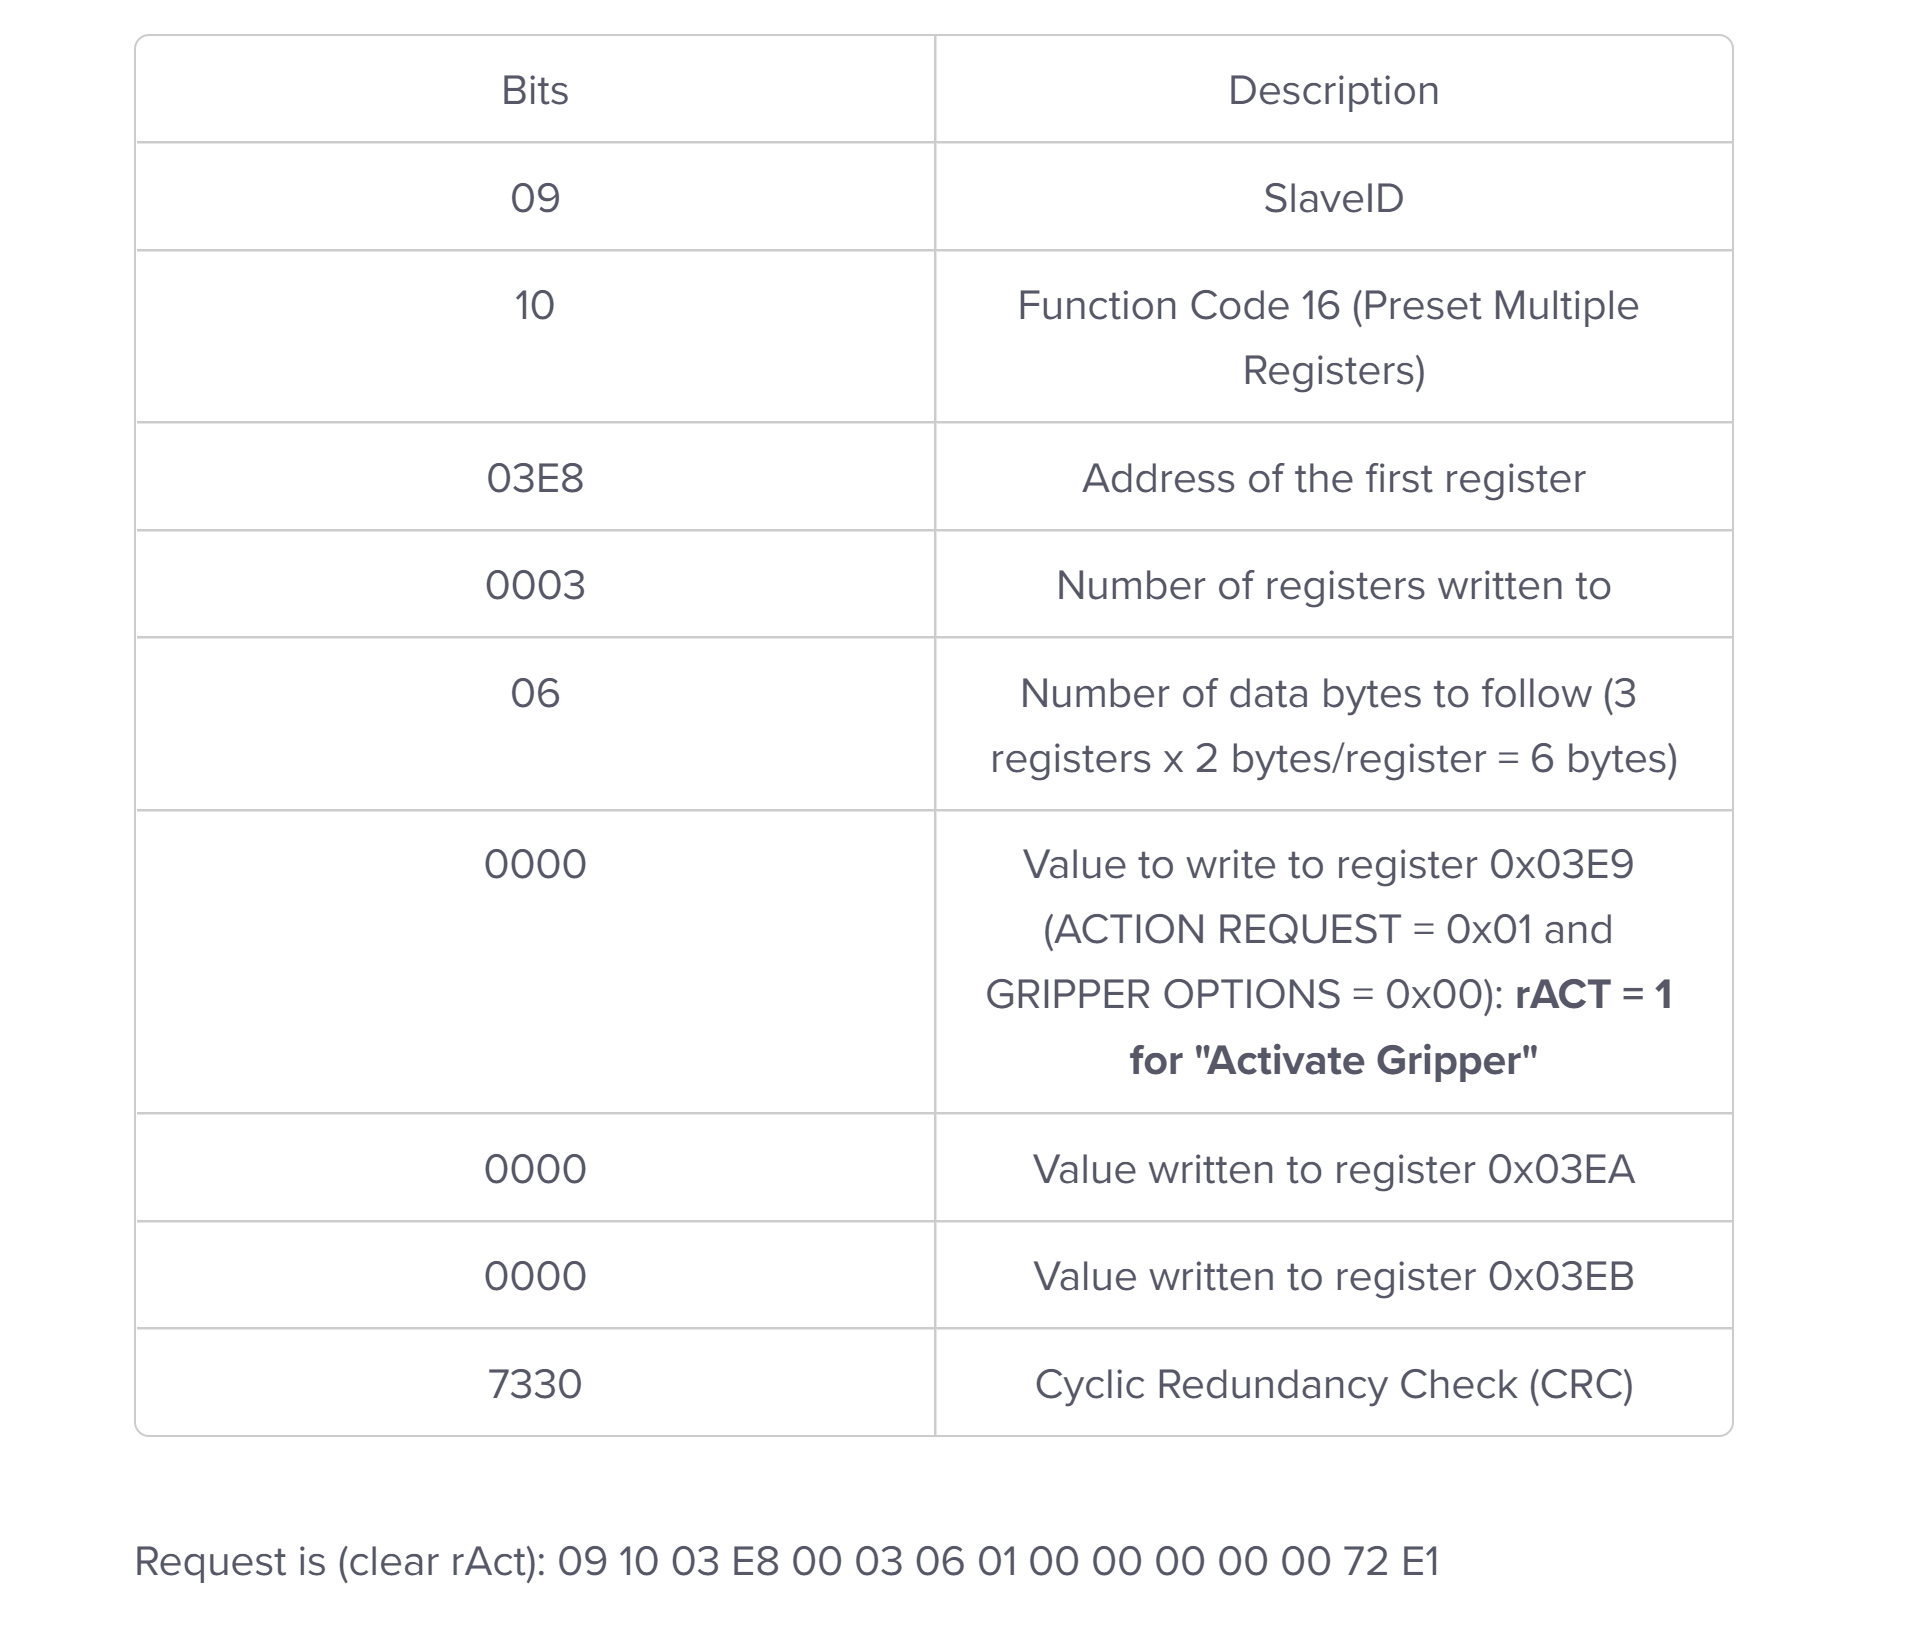 Bits
Description
09
SlaveID
10
Function Code 16 (Preset Multiple
Registers)
03E8
Address of the first register
0003
Number of registers written to
06
Number of data bytes to follow (3
registers x 2 bytes/register = 6 bytes)
0000
Value to write to register 0x03E9
(ACTION REQUEST = 0x01 and
GRIPPER OPTIONS = 0x00): rACT = 1
for "Activate Gripper"
0000
Value written to register 0x03EA
0000
Value written to register 0x03EB
7330
Cyclic Redundancy Check (CRC)
Request is (clear rAct): 09 10 03 E8 00 03 06 01 00 00 00 00 00 72 E1